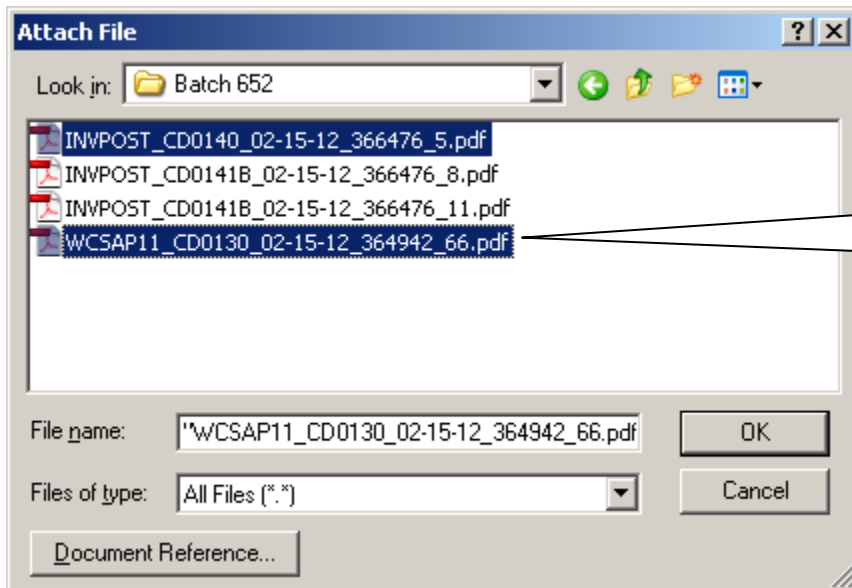 Attach File
Look in: Batch 652
INVPOST_CD0140_02-15-12_366476_5.pdf
INVPOST_CD0141B_02-15-12_366476_8.pdf
INVPOST_CD0141B_02-15-12_366476_11.pdf
WCSAP11_CD0130_02-15-12_364942_66.pdf
File name: "WCSAP11_CD0130_02-15-12_364942_66.pdf OK
Files of type: All Files (*.*) Cancel
Document Reference...